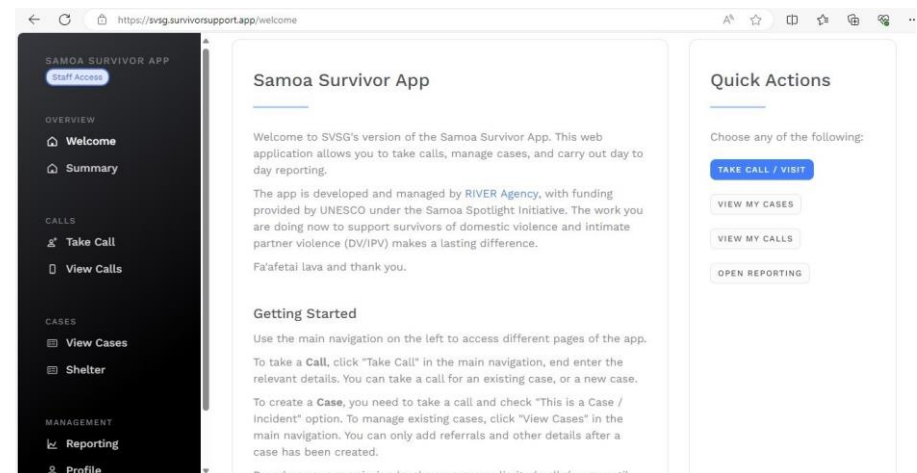 https://svsg.survivorsupport.app/welcome
SAMOA SURVIVOR APP
Staff Access
OVERVIEW
Welcome
Summary
CALLS
Take Call
View Calls
CASES
View Cases
Shelter
MANAGEMENT
Reporting
Profile
Samoa Survivor App
Welcome to SVSG's version of the Samoa Survivor App. This web
application allows you to take calls, manage cases, and carry out day to
day reporting.
The app is developed and managed by RIVER Agency, with funding
provided by UNESCO under the Samoa Spotlight Initiative. The work you
are doing now to support survivors of domestic violence and intimate
partner violence (DV/IPV) makes a lasting difference.
Fa'afetai lava and thank you.
Getting Started
Use the main navigation on the left to access different pages of the app.
To take a Call, click "Take Call" in the main navigation, end enter the
relevant details. You can take a call for an existing case, or a new case.
To create a Case, you need to take a call and check "This is a Case /
Incident" option. To manage existing cases, click "View Cases" in the
main navigation. You can only add referrals and other details after a
case has been created.
Quick Actions
Choose any of the following:
TAKE CALL / VISIT
VIEW MY CASES
VIEW MY CALLS
OPEN REPORTING